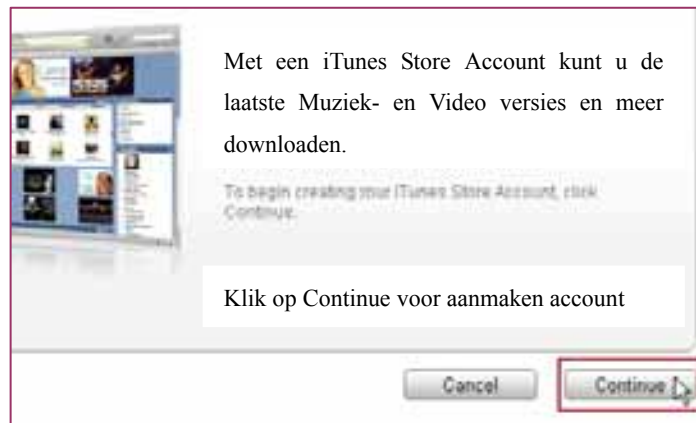 Met een iTunes Store Account kunt u de
laatste Muziek- en Video versies en meer
downloaden.
To begin creating your iTunes Store Account, click
Continue.
Klik op Continue voor aanmaken account
Cancel
Continue